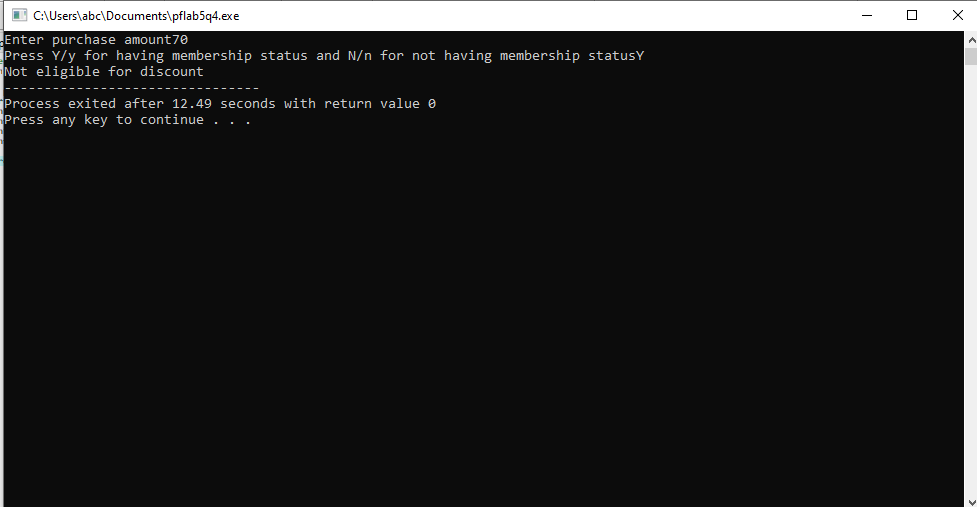 C:\Users\abc\Documents\pflab5q4.exe
Enter purchase amount70
Press Y/y for having membership status and N/n for not having membership statusY
Not eligible for discount
--------------------------------
Process exited after 12.49 seconds with return value 0
Press any key to continue . . .